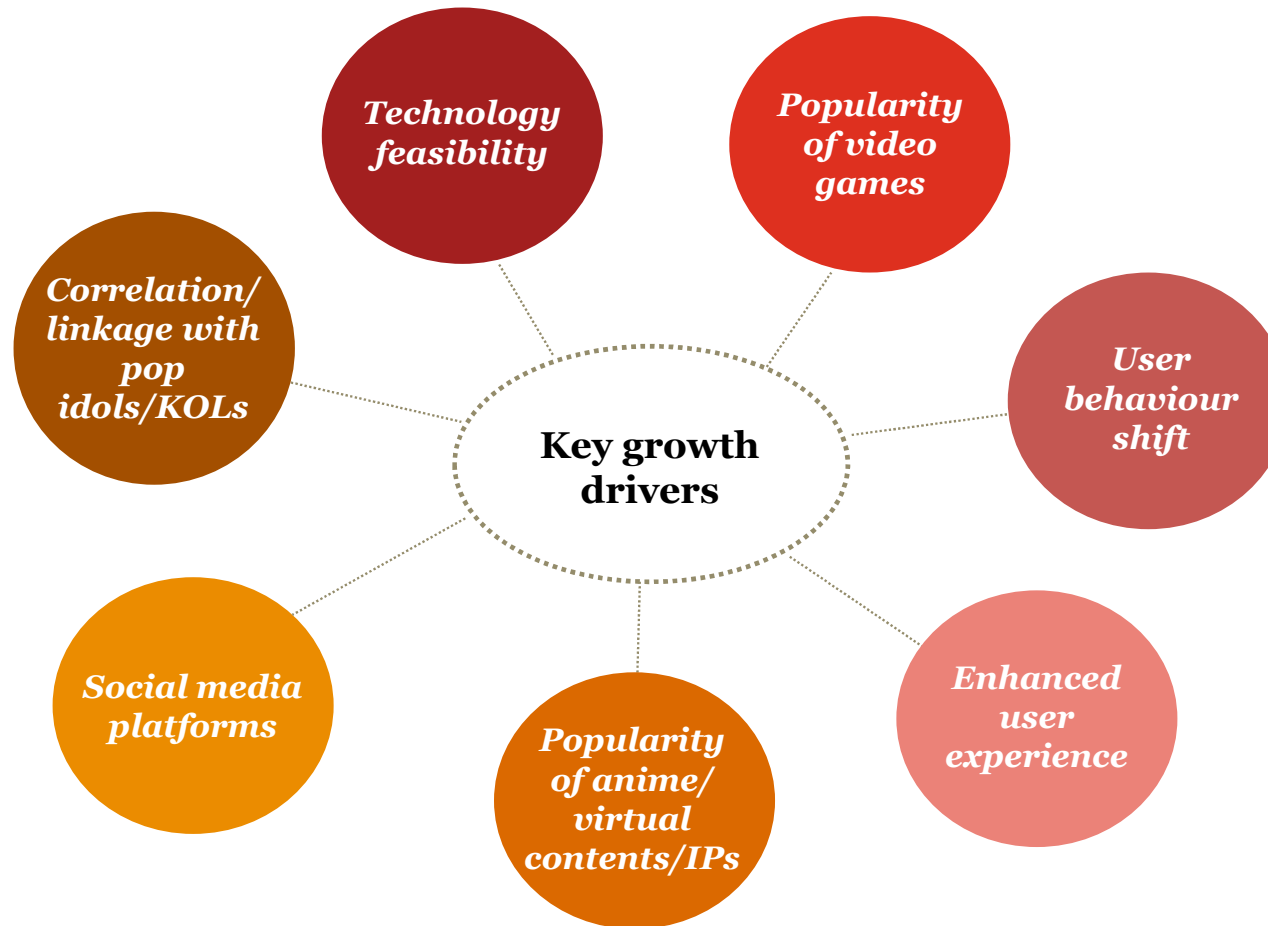 Technology
feasibility
Popularity
of video
games
Correlation/
linkage with
pop
idols/KOLs
User
behaviour
shift
Key growth
drivers
Social media
platforms
Enhanced
user
experience
Popularity
of anime/
virtual
contents/IPs